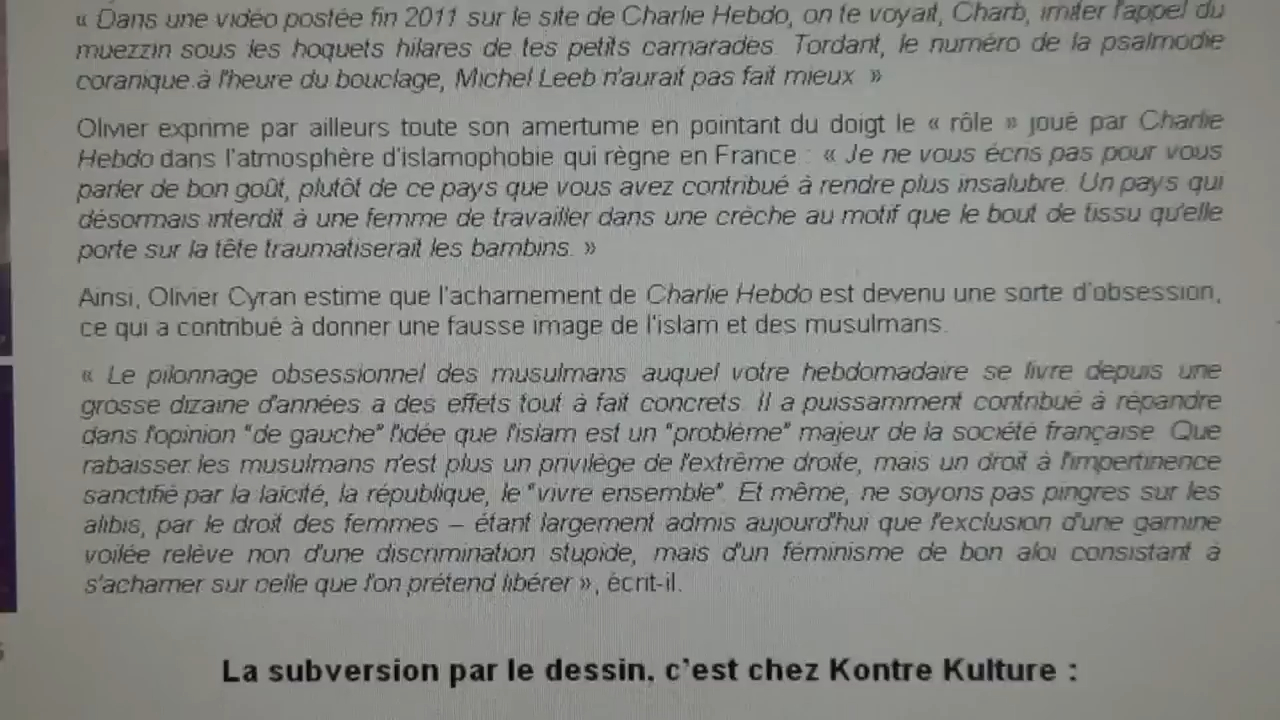 « Dans une vidéo postée fin 2011 sur le site de Charlie Hebdo, on te voyait, Charb, imiter l'appel du
muezzin sous les hoquets hilares de tes petits camarades. Tordant, le numéro de la psalmodie
coranique à l'heure du bouclage, Michel Leeb n'aurait pas fait mieux. »
Olivier exprime par ailleurs toute son amertume en pointant du doigt le « rôle » joué par Charlie
Hebdo dans l'atmosphère d'islamophobie qui règne en France : « Je ne vous écris pas pour vous
parler de bon goût, plutôt de ce pays que vous avez contribué à rendre plus insalubre. Un pays qui
désormais interdit à une femme de travailler dans une crèche au motif que le bout de tissu qu'elle
porte sur la tête traumatiserait les bambins. »
Ainsi, Olivier Cyran estime que l'acharnement de Charlie Hebdo est devenu une sorte d'obsession,
ce qui a contribué à donner une fausse image de l'islam et des musulmans.
« Le pilonnage obsessionnel des musulmans auquel votre hebdomadaire se livre depuis une
grosse dizaine d'années a des effets tout à fait concrets. Il a puissamment contribué à répandre
dans l'opinion "de gauche" l'idée que l'islam est un "problème" majeur de la société française. Que
rabaisser les musulmans n'est plus un privilège de l'extrême droite, mais un droit à l'impertinence
sanctifié par la laïcité, la république, le "vivre ensemble". Et même, ne soyons pas pingres sur les
alibis, par le droit des femmes – étant largement admis aujourd'hui que l'exclusion d'une gamine
voilée relève non d'une discrimination stupide, mais d'un féminisme de bon aloi consistant à
s'acharner sur celle que l'on prétend libérer », écrit-il.
La subversion par le dessin, c'est chez Kontre Kulture :